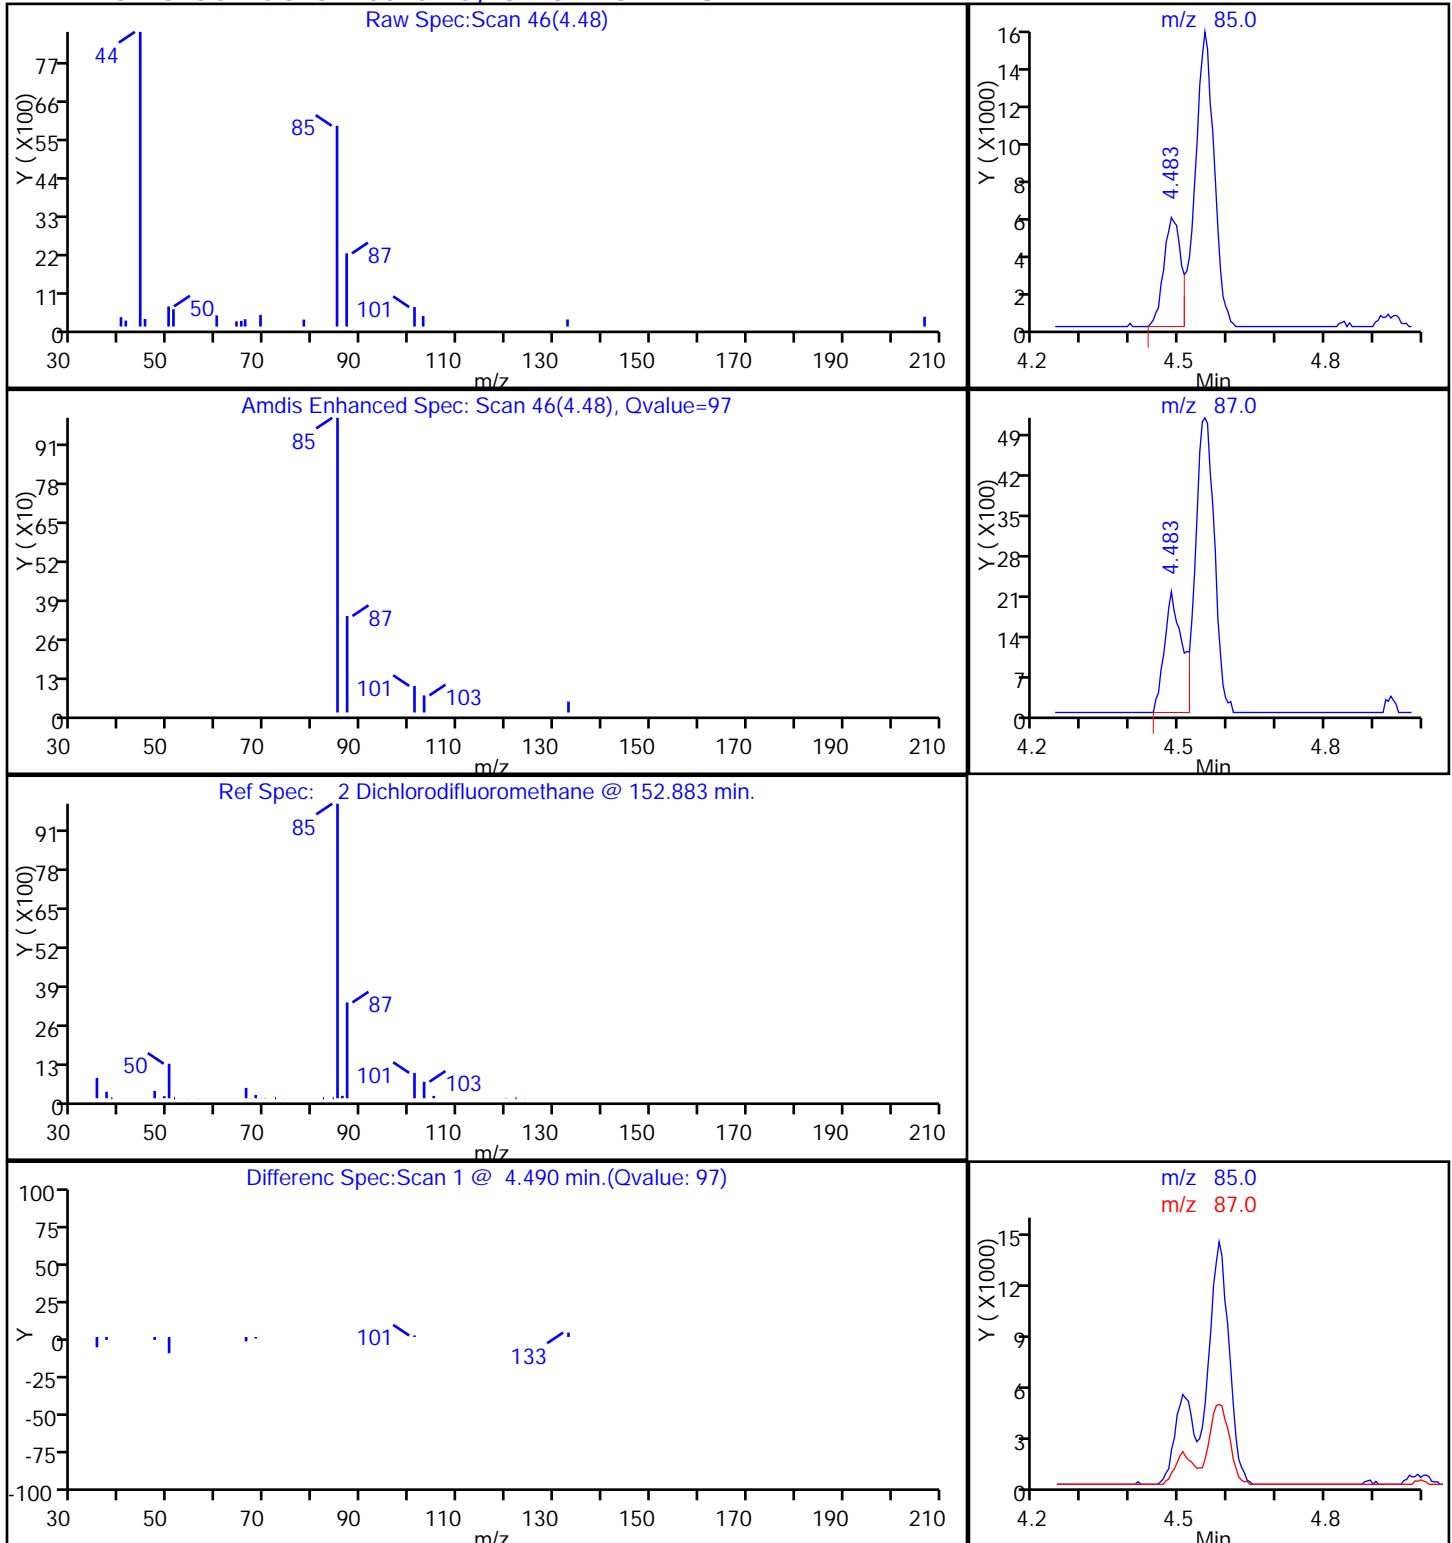 Raw Spec:Scan 46(4.48)
Y ( X100)
77
66
55
44
33
22
11
0
44
85
87
50
101
30 50 70 90 110 130 150 170 190 210
m/z
m/z 85.0
Y ( X1000)
16
14
12
10
8
6
4
2
0
4.483
4.2 4.5 4.8
Min
Amdis Enhanced Spec: Scan 46(4.48), Qvalue=97
Y ( X10)
91
78
65
52
39
26
13
0
85
87
101
103
30 50 70 90 110 130 150 170 190 210
m/z
m/z 87.0
Y ( X100)
49
42
35
28
21
14
7
0
4.483
4.2 4.5 4.8
Min
Ref Spec: 2 Dichlorodifluoromethane @ 152.883 min.
Y ( X100)
91
78
65
52
39
26
13
0
85
87
50
101
103
30 50 70 90 110 130 150 170 190 210
m/z
Differenc Spec:Scan 1 @ 4.490 min.(Qvalue: 97)
Y
100
75
50
25
0
-25
-50
-75
-100
101
133
30 50 70 90 110 130 150 170 190 210
m/z
m/z 85.0
m/z 87.0
Y ( X1000)
15
12
9
6
3
0
4.2 4.5 4.8
Min